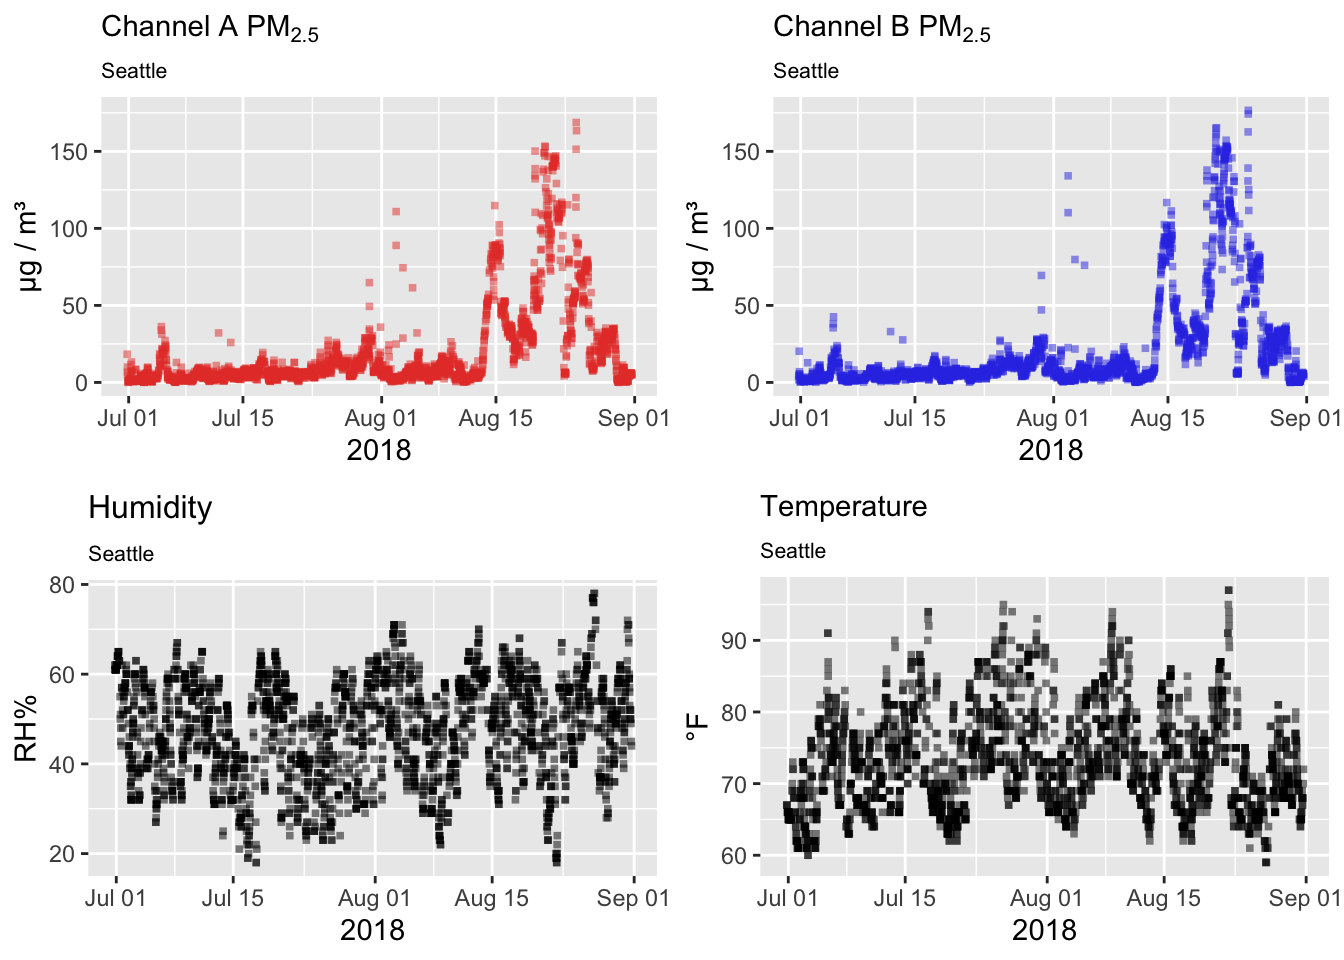 Channel A PM₂.₅
Seattle
µg / m³
150
100
50
0
Jul 01 Jul 15 Aug 01 Aug 15 Sep 01
2018
Channel B PM₂.₅
Seattle
µg / m³
150
100
50
0
Jul 01 Jul 15 Aug 01 Aug 15 Sep 01
2018
Humidity
Seattle
RH%
80
60
40
20
Jul 01 Jul 15 Aug 01 Aug 15 Sep 01
2018
Temperature
Seattle
°F
90
80
70
60
Jul 01 Jul 15 Aug 01 Aug 15 Sep 01
2018